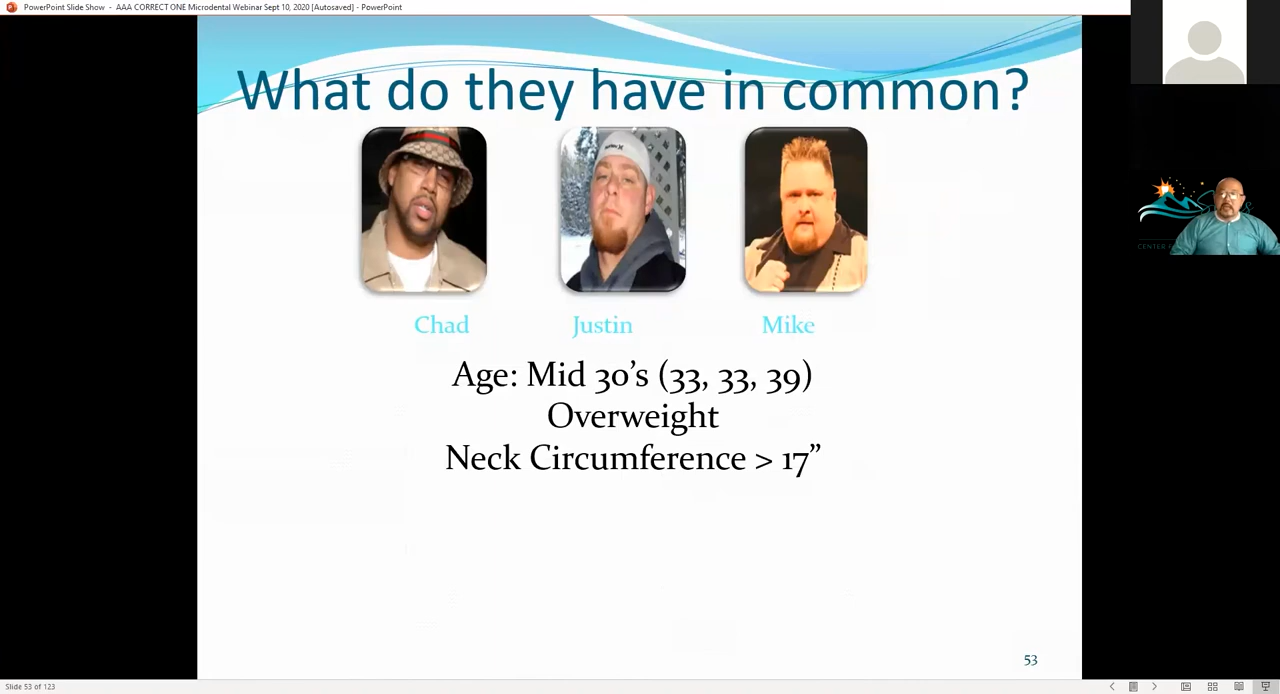 PowerPoint Slide Show - AAA CORRECT ONE Microdental Webinar Sept 10, 2020 [Autosaved] - PowerPoint
What do they have in common?
Chad Justin Mike
Age: Mid 30’s (33, 33, 39)
Overweight
Neck Circumference > 17”
53
Slide 53 of 123